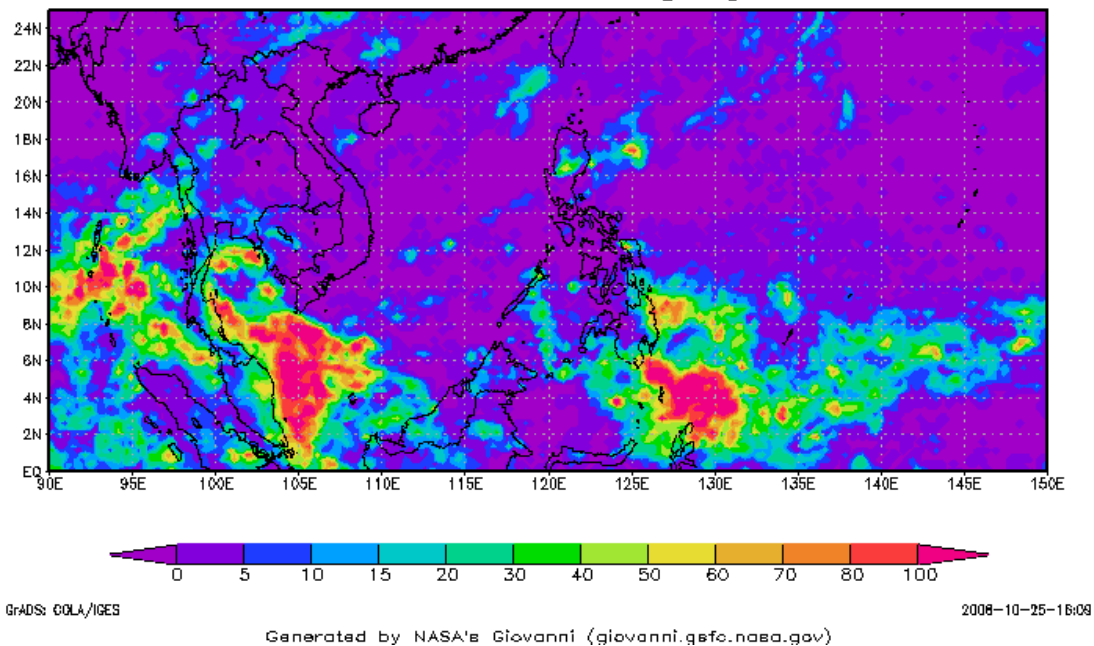 24N
22N
20N
18N
16N
14N
12N
10N
8N
6N
4N
2N
EQ
90E 95E 100E 105E 110E 115E 120E 125E 130E 135E 140E 145E 150E
0 5 10 15 20 30 40 50 60 70 80 100
GrADS: COLA/IGES 2008-10-25-16:09
Generated by NASA's Giovanni (giovanni.gsfc.nasa.gov)